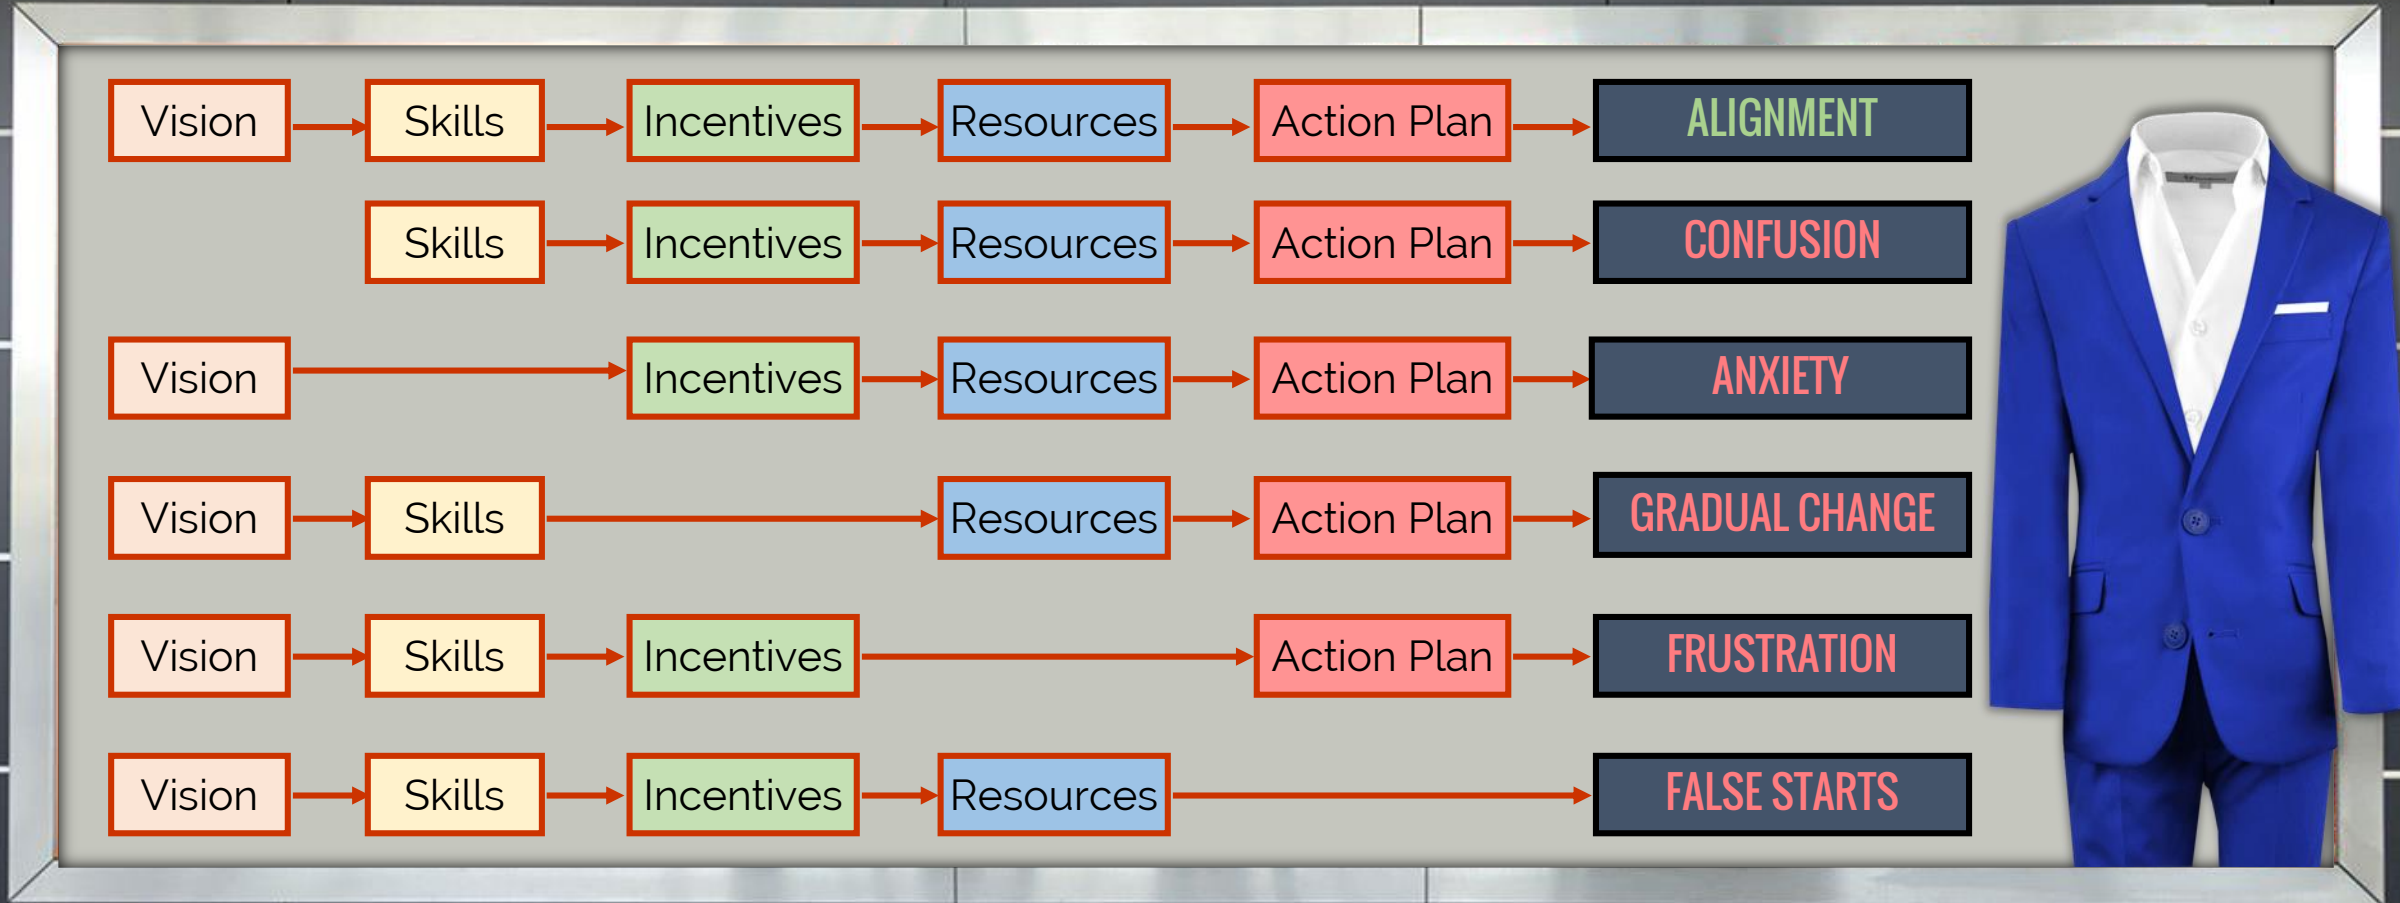 Vision Skills Incentives Resources Action Plan ALIGNMENT
Skills Incentives Resources Action Plan CONFUSION
Vision Incentives Resources Action Plan ANXIETY
Vision Skills Resources Action Plan GRADUAL CHANGE
Vision Skills Incentives Action Plan FRUSTRATION
Vision Skills Incentives Resources FALSE STARTS